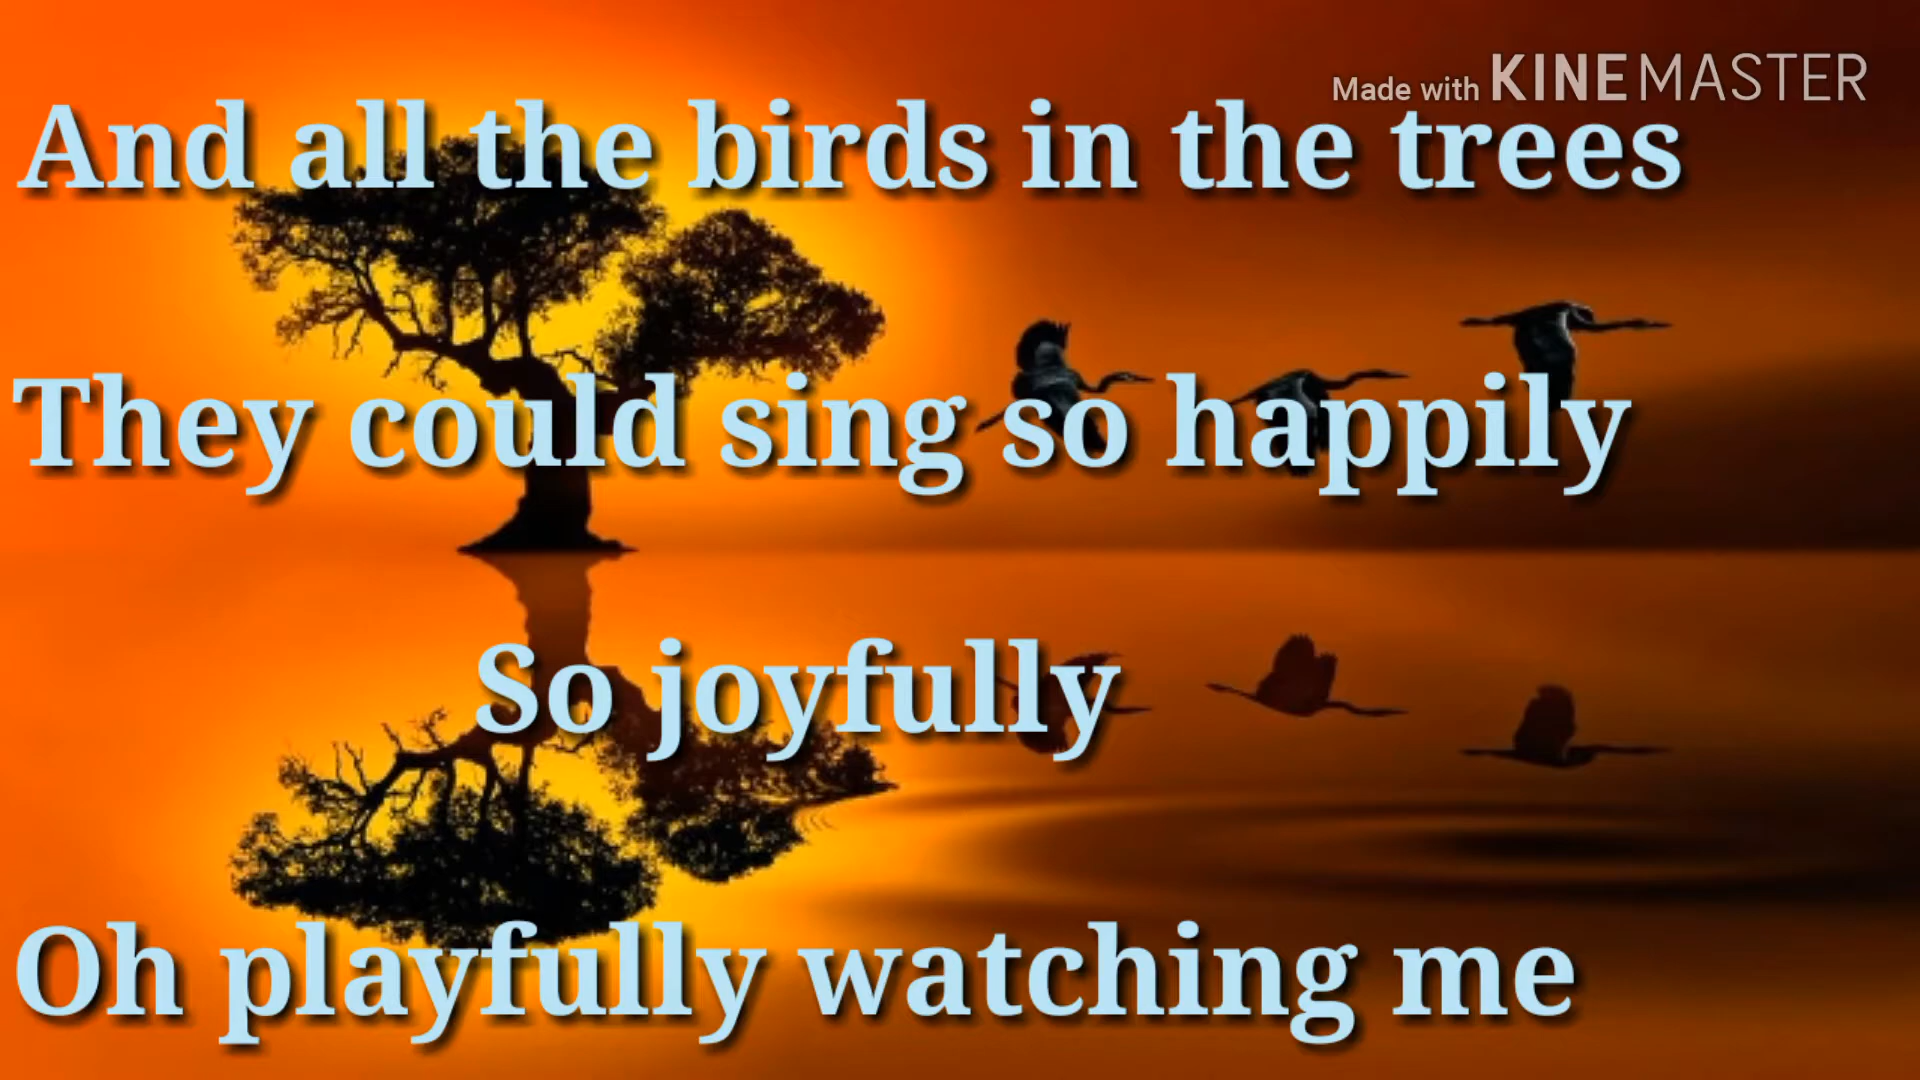 Made with KINEMASTER
And all the birds in the trees
They could sing so happily
So joyfully
Oh playfully watching me